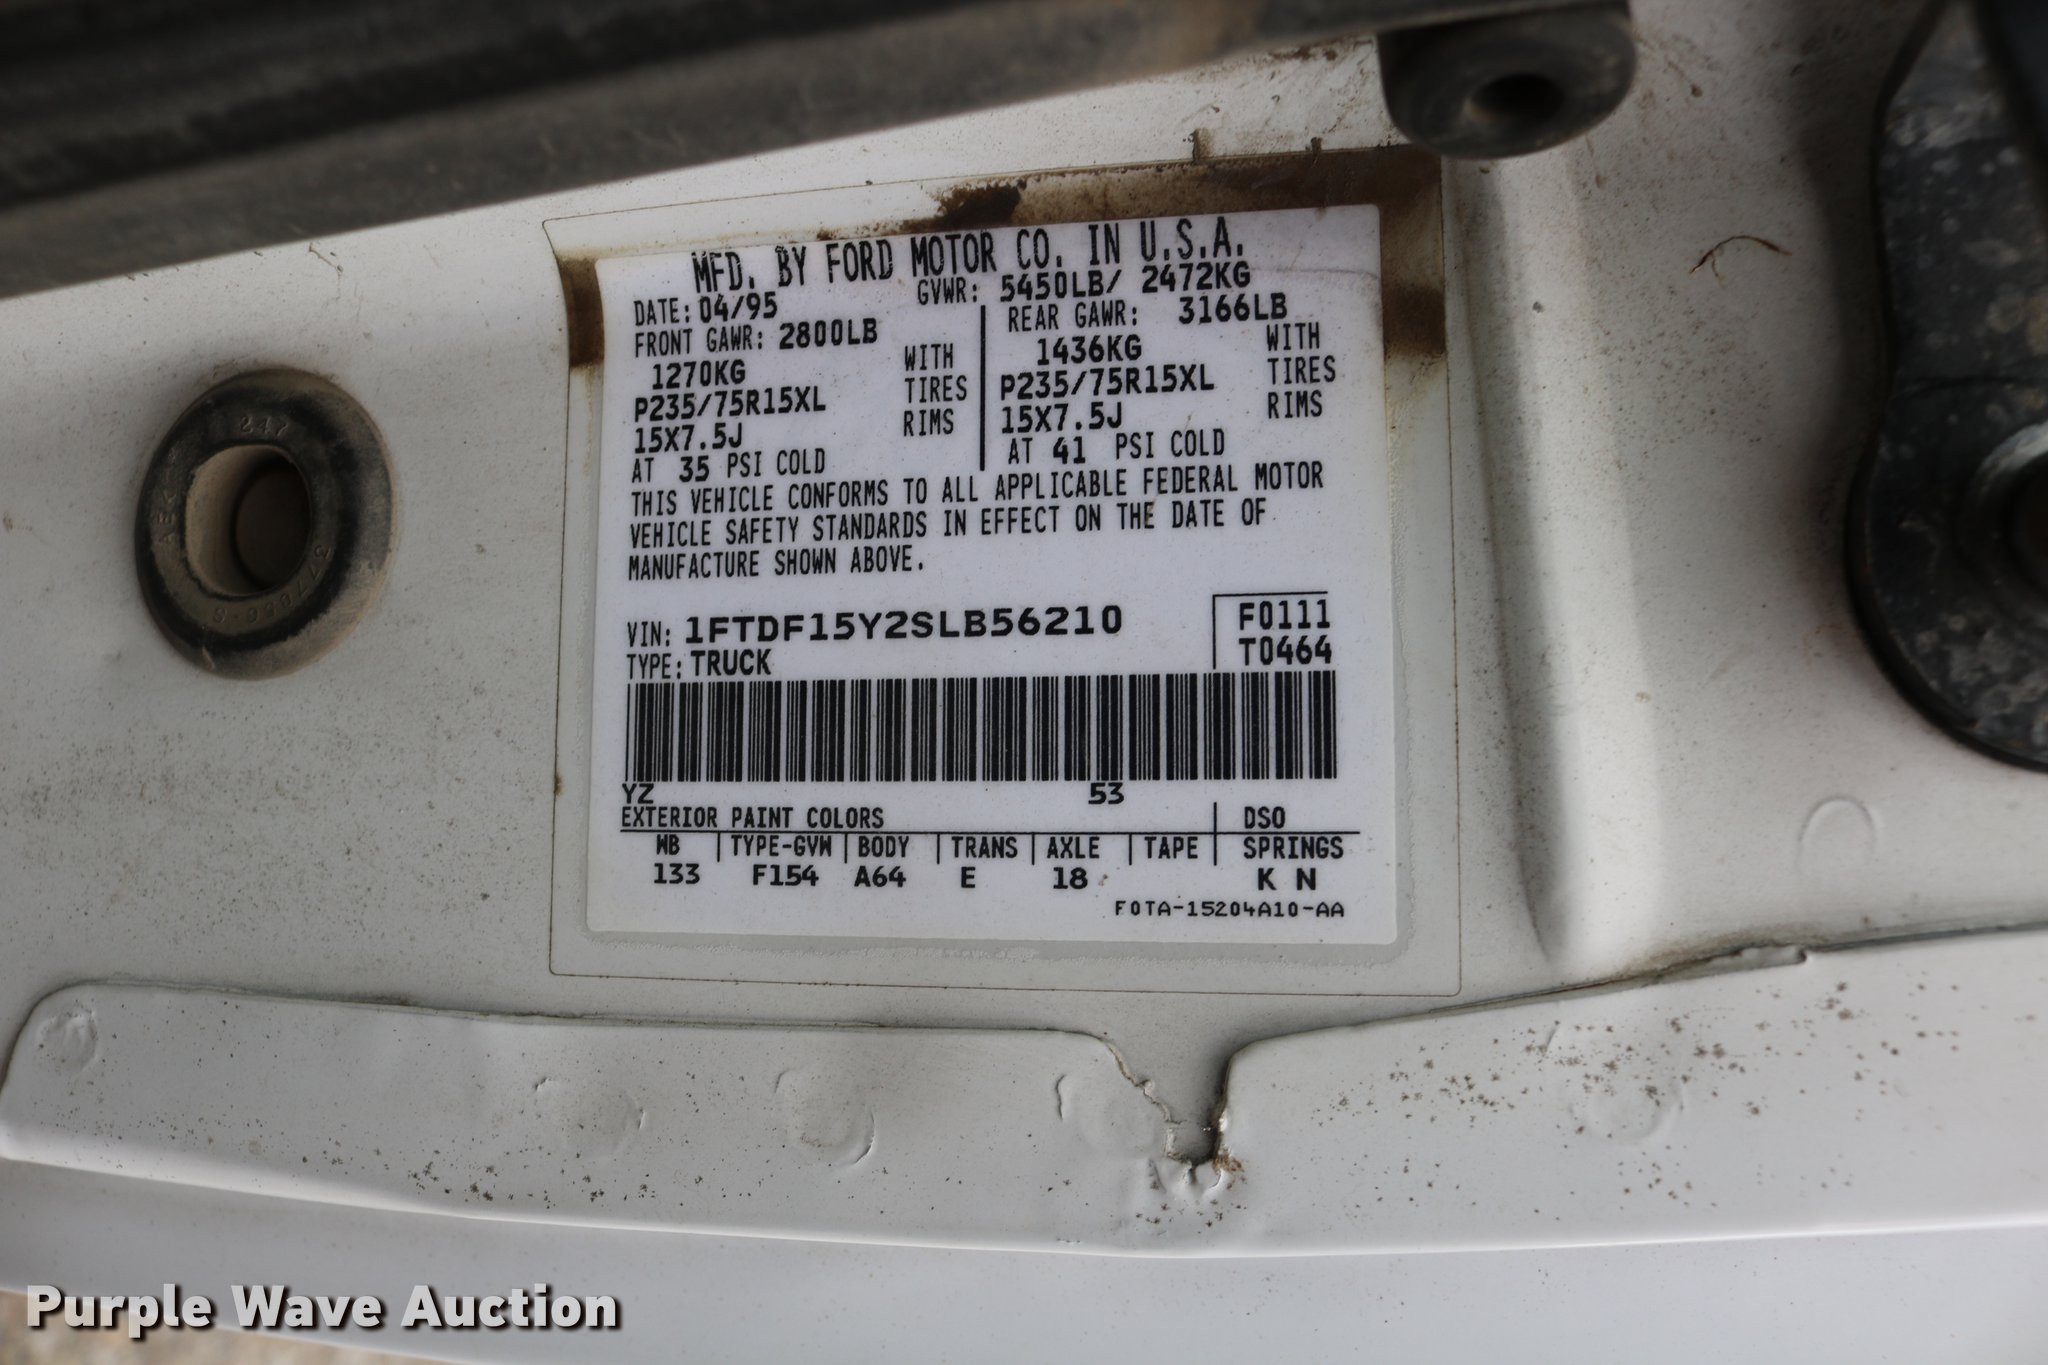 MFD. BY FORD MOTOR CO. IN U.S.A.
DATE: 04/95 GVWR: 5450LB/ 2472KG
FRONT GAWR: 2800LB REAR GAWR: 3166LB
1270KG WITH 1436KG WITH
P235/75R15XL TIRES P235/75R15XL TIRES
15X7.5J RIMS 15X7.5J RIMS
AT 35 PSI COLD AT 41 PSI COLD
THIS VEHICLE CONFORMS TO ALL APPLICABLE FEDERAL MOTOR
VEHICLE SAFETY STANDARDS IN EFFECT ON THE DATE OF
MANUFACTURE SHOWN ABOVE.
VIN: 1FTDF15Y2SLB56210 F0111
TYPE: TRUCK T0464
YZ 53
EXTERIOR PAINT COLORS DSO
WB TYPE-GVW BODY TRANS AXLE TAPE SPRINGS
133 F154 A64 E 18 K N
F0TA-15204A10-AA
247
Purple Wave Auction